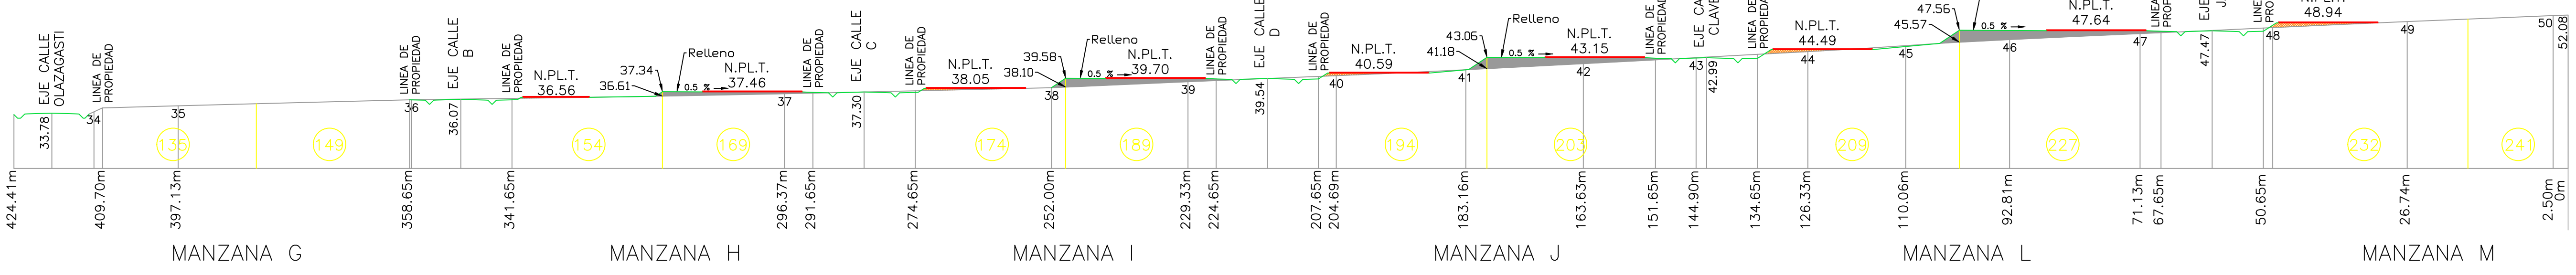 EJE CALLE
OLAZAGASTI
33.78
LINEA DE
PROPIEDAD
34
35
LINEA DE
PROPIEDAD
36
EJE CALLE
B
36.07
LINEA DE
PROPIEDAD
N.PL.T.
36.56
37.34
36.61
Relleno
0.5 %
N.PL.T.
37.46
37
LINEA DE
PROPIEDAD
EJE CALLE
C
37.30
LINEA DE
PROPIEDAD
N.PL.T.
38.05
39.58
38.10
38
Relleno
0.5 %
N.PL.T.
39.70
39
LINEA DE
PROPIEDAD
EJE CALLE
D
39.54
LINEA DE
PROPIEDAD
40
N.PL.T.
40.59
41
43.06
41.18
Relleno
0.5 %
N.PL.T.
43.15
42
LINEA DE
PROPIEDAD
43
42.99
LINEA DE
PROPIEDAD
N.PL.T.
44.49
44
45
47.56
45.57
0.5 %
N.PL.T.
47.64
46
47
47.47
EJE
48
48.94
49
50
52.08
135
149
154
169
174
189
194
203
209
227
232
241
424.41m
409.70m
397.13m
358.65m
341.65m
296.37m
291.65m
274.65m
252.00m
229.33m
224.65m
207.65m
204.69m
183.16m
163.63m
151.65m
144.90m
134.65m
126.33m
110.06m
92.81m
71.13m
67.65m
50.65m
26.74m
2.50m
0m
MANZANA G
MANZANA H
MANZANA I
MANZANA J
MANZANA L
MANZANA M